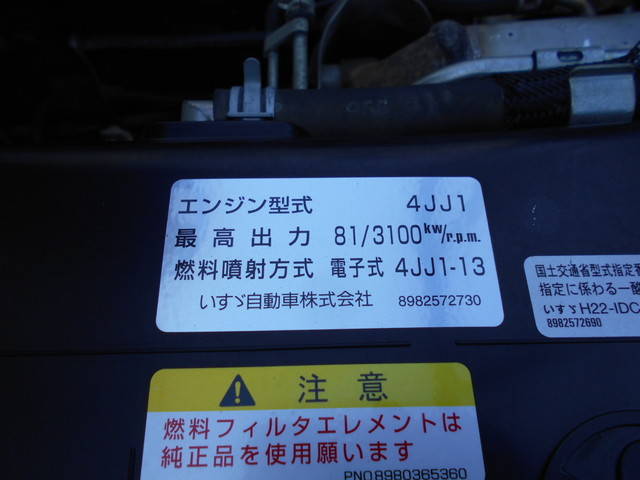 エンジン型式 4JJ1
最高出力 81/3100kw/r.p.m.
燃料噴射方式 電子式 4JJ1-13
いすゞ自動車株式会社 8982572730
国土交通省型式指定
指定に係わる一酸
いすゞH22-IDC
8982572690
注意
燃料フィルタエレメントは
純正品を使用願います
PNO8980365360